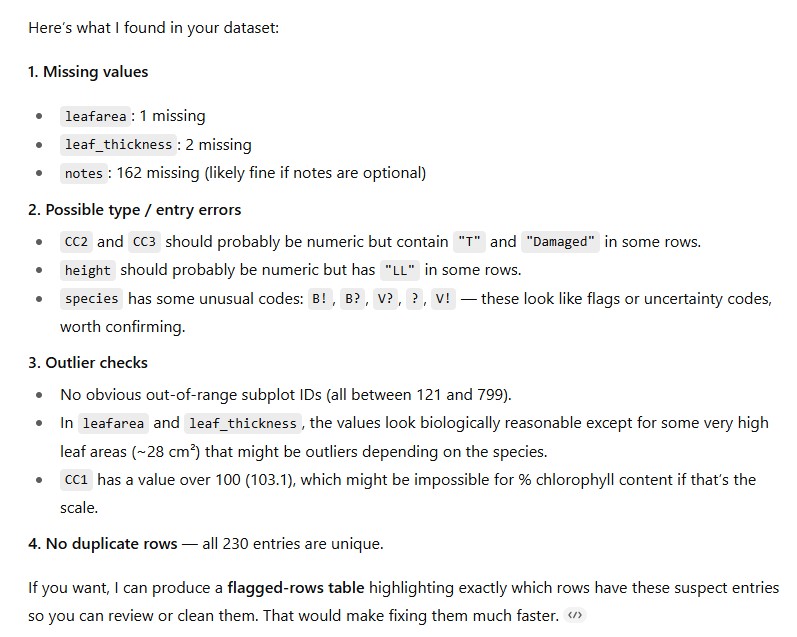 Here's what I found in your dataset:
1. Missing values
• leafarea: 1 missing
• leaf_thickness: 2 missing
• notes: 162 missing (likely fine if notes are optional)
2. Possible type / entry errors
• CC2 and CC3 should probably be numeric but contain "T" and "Damaged" in some rows.
• height should probably be numeric but has "LL" in some rows.
• species has some unusual codes: B!, B?, V?, ?, V! — these look like flags or uncertainty codes,
worth confirming.
3. Outlier checks
• No obvious out-of-range subplot IDs (all between 121 and 799).
• In leafarea and leaf_thickness, the values look biologically reasonable except for some very high
leaf areas (~28 cm²) that might be outliers depending on the species.
• CC1 has a value over 100 (103.1), which might be impossible for % chlorophyll content if that's the
scale.
4. No duplicate rows — all 230 entries are unique.
If you want, I can produce a flagged-rows table highlighting exactly which rows have these suspect entries
so you can review or clean them. That would make fixing them much faster. </>